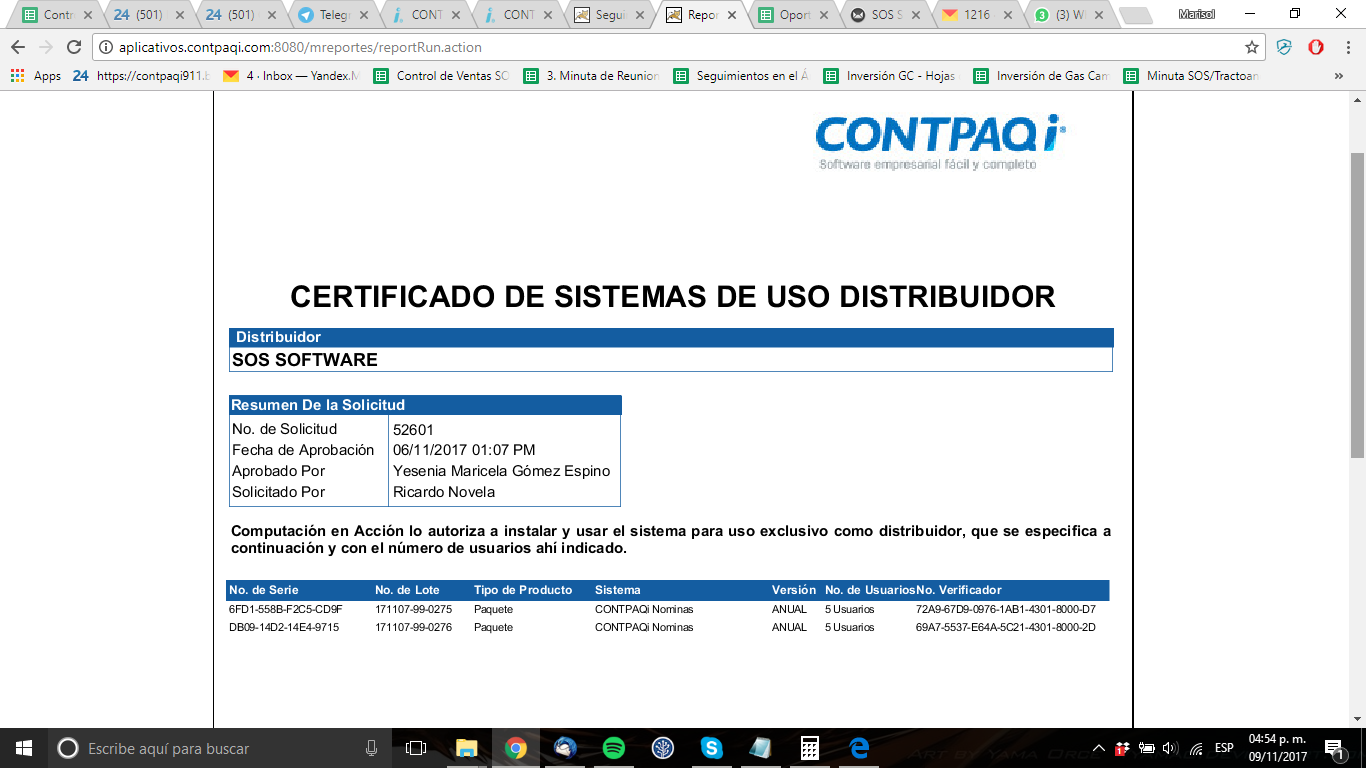 Contr
24 (501)
24 (501)
Telegr
CONT
CONT
Segui
Repor
Oport
SOS S
1216
(3) W
Marisol
aplicativos.contpaqi.com:8080/mreportes/reportRun.action
Apps
24 https://contpaqi911.b
4 · Inbox — Yandex.M
Control de Ventas SO
3. Minuta de Reunion
Seguimientos en el Á
Inversión GC - Hojas
Inversión de Gas Cam
Minuta SOS/Tractoan
»
CONTPAQ i®
Software empresarial fácil y completo
CERTIFICADO DE SISTEMAS DE USO DISTRIBUIDOR
Distribuidor
SOS SOFTWARE
Resumen De la Solicitud
No. de Solicitud 52601
Fecha de Aprobación 06/11/2017 01:07 PM
Aprobado Por Yesenia Maricela Gómez Espino
Solicitado Por Ricardo Novela
Computación en Acción lo autoriza a instalar y usar el sistema para uso exclusivo como distribuidor, que se especifica a
continuación y con el número de usuarios ahí indicado.
No. de Serie No. de Lote Tipo de Producto Sistema Versión No. de Usuarios No. Verificador
6FD1-558B-F2C5-CD9F 171107-99-0275 Paquete CONTPAQi Nominas ANUAL 5 Usuarios 72A9-67D9-0976-1AB1-4301-8000-D7
DB09-14D2-14E4-9715 171107-99-0276 Paquete CONTPAQi Nominas ANUAL 5 Usuarios 69A7-5537-E64A-5C21-4301-8000-2D
Escribe aquí para buscar
ESP
04:54 p. m.
09/11/2017
1